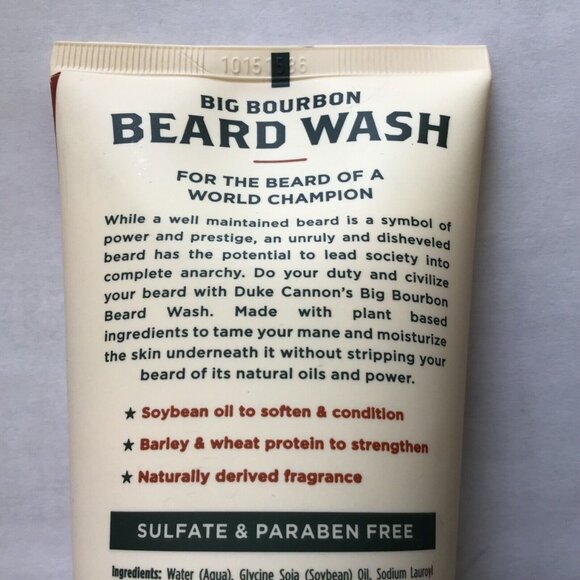 BIG BOURBON
BEARD WASH
FOR THE BEARD OF A
WORLD CHAMPION
While a well maintained beard is a symbol of
power and prestige, an unruly and disheveled
beard has the potential to lead society into
complete anarchy. Do your duty and civilize
your beard with Duke Cannon's Big Bourbon
Beard Wash. Made with plant based
ingredients to tame your mane and moisturize
the skin underneath it without stripping your
beard of its natural oils and power.
★ Soybean oil to soften & condition
★ Barley & wheat protein to strengthen
★ Naturally derived fragrance
SULFATE & PARABEN FREE
Ingredients: Water (Aqua), Glycine Soja (Soybean) Oil, Sodium Lauroyl